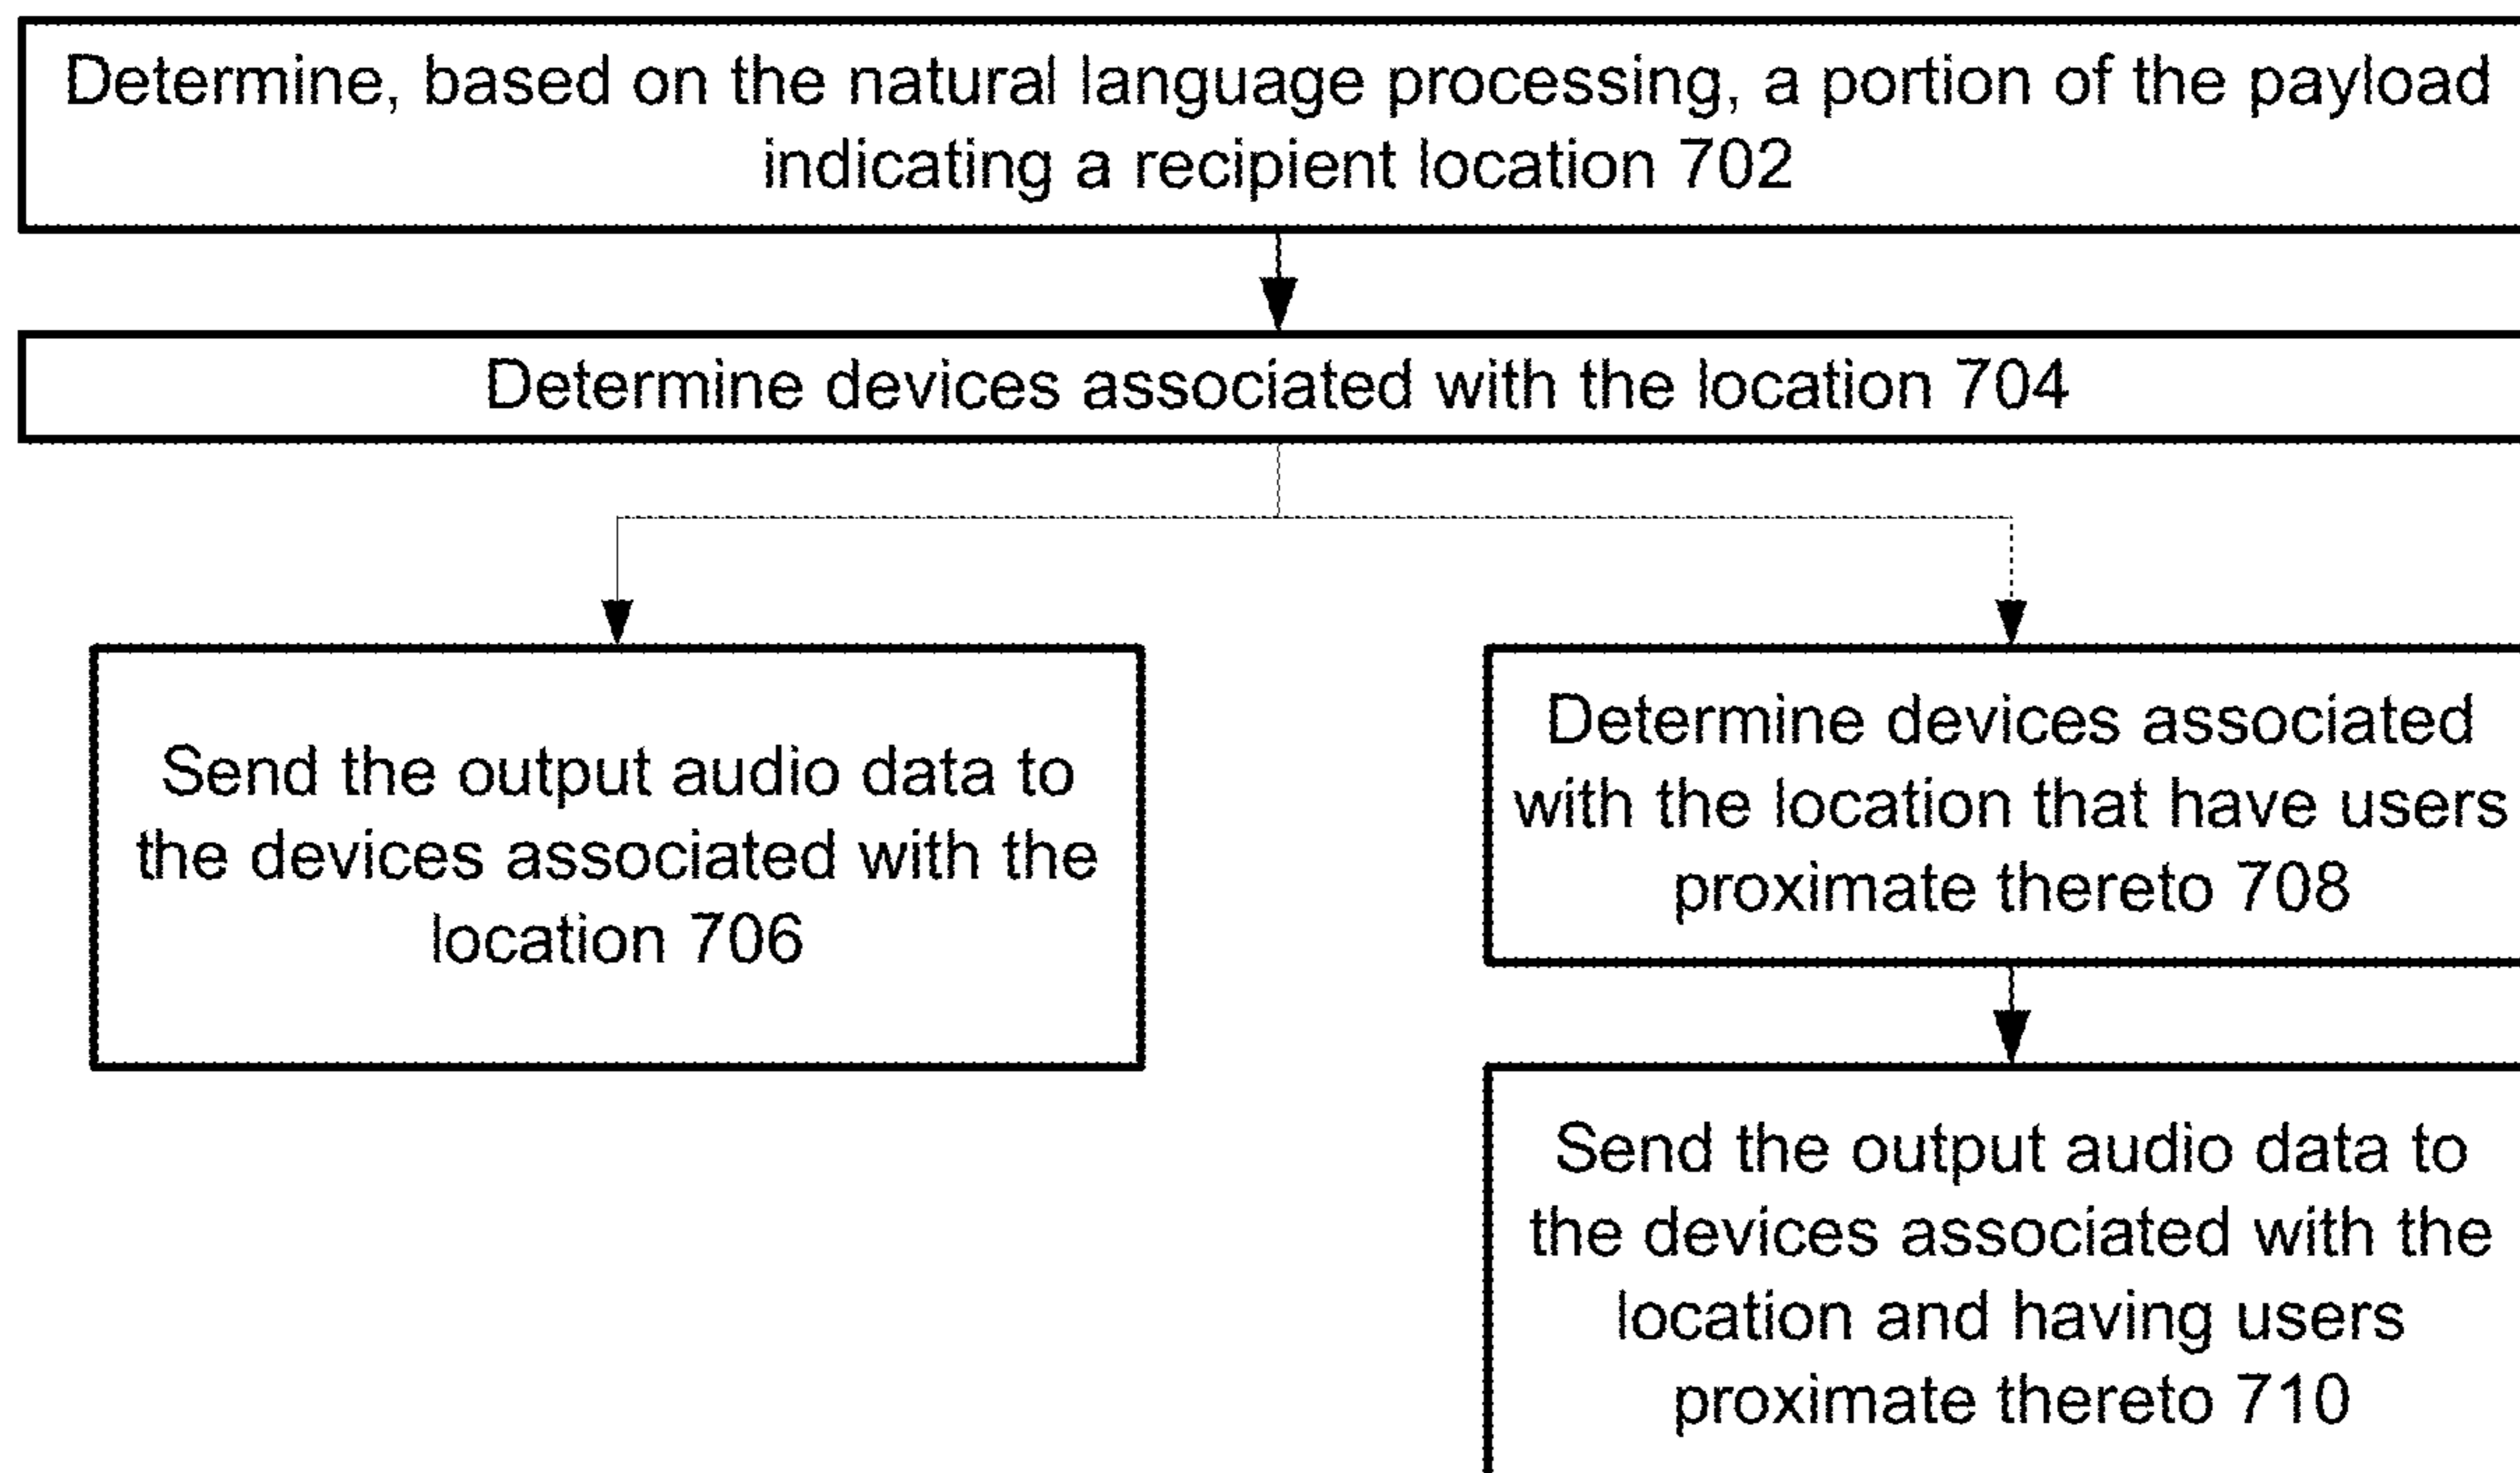 Determine, based on the natural language processing, a portion of the payload
indicating a recipient location 702
Determine devices associated with the location 704
Send the output audio data to
the devices associated with the
location 706
Determine devices associated
with the location that have users
proximate thereto 708
Send the output audio data to
the devices associated with the
location and having users
proximate thereto 710